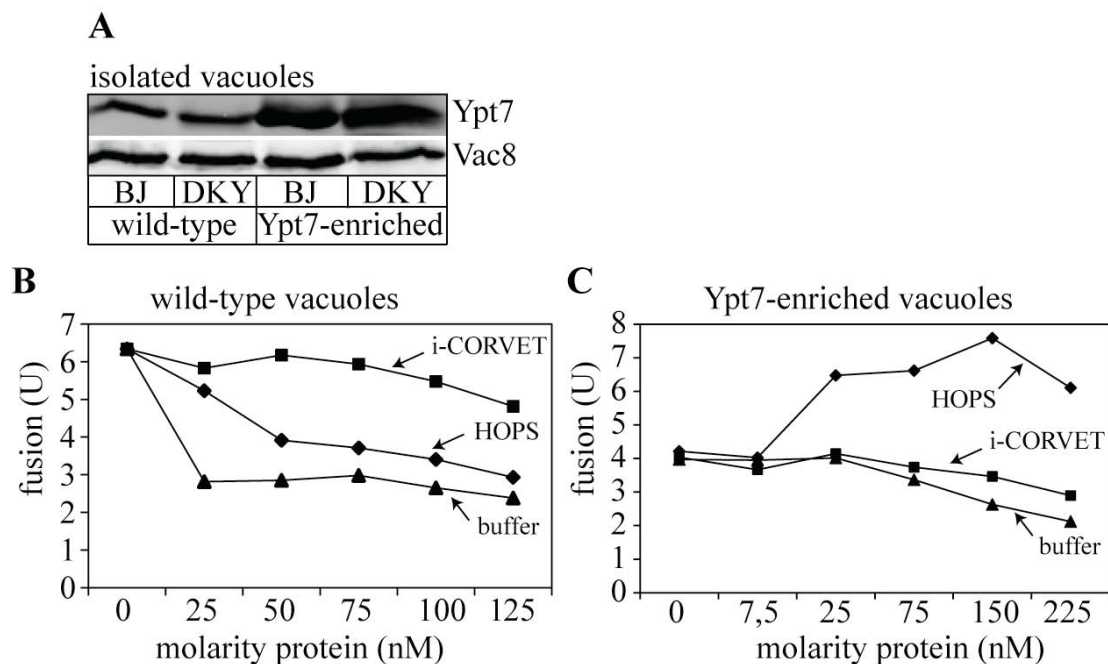 A
isolated vacuoles
Ypt7
Vac8
BJ DKY BJ DKY
wild-type Ypt7-enriched
B wild-type vacuoles
7
6
5
4
3
2
1
0
fusion (U)
i-CORVET
HOPS
buffer
0 25 50 75 100 125
molarity protein (nM)
C Ypt7-enriched vacuoles
8
7
6
5
4
3
2
1
0
fusion (U)
HOPS
i-CORVET
buffer
0 7,5 25 75 150 225
molarity protein (nM)